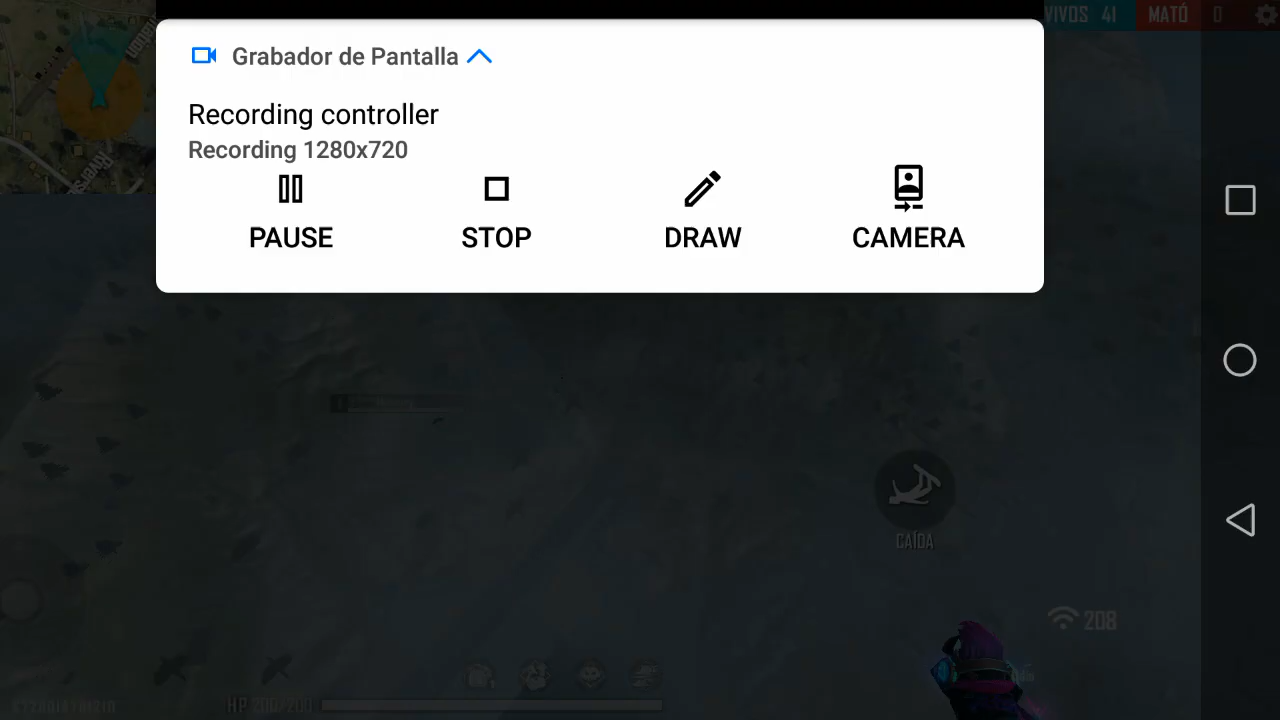 VIVOS 41 MATÓ 0
Grabador de Pantalla
Recording controller
Recording 1280x720
PAUSE STOP DRAW CAMERA
CAÍDA
208
HP 200/200